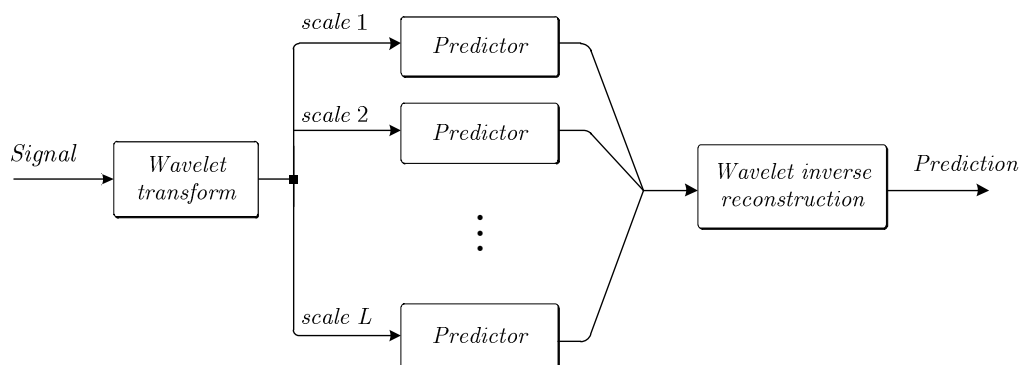 Signal
Wavelet
transform
scale 1
Predictor
scale 2
Predictor
scale L
Predictor
Wavelet inverse
reconstruction
Prediction